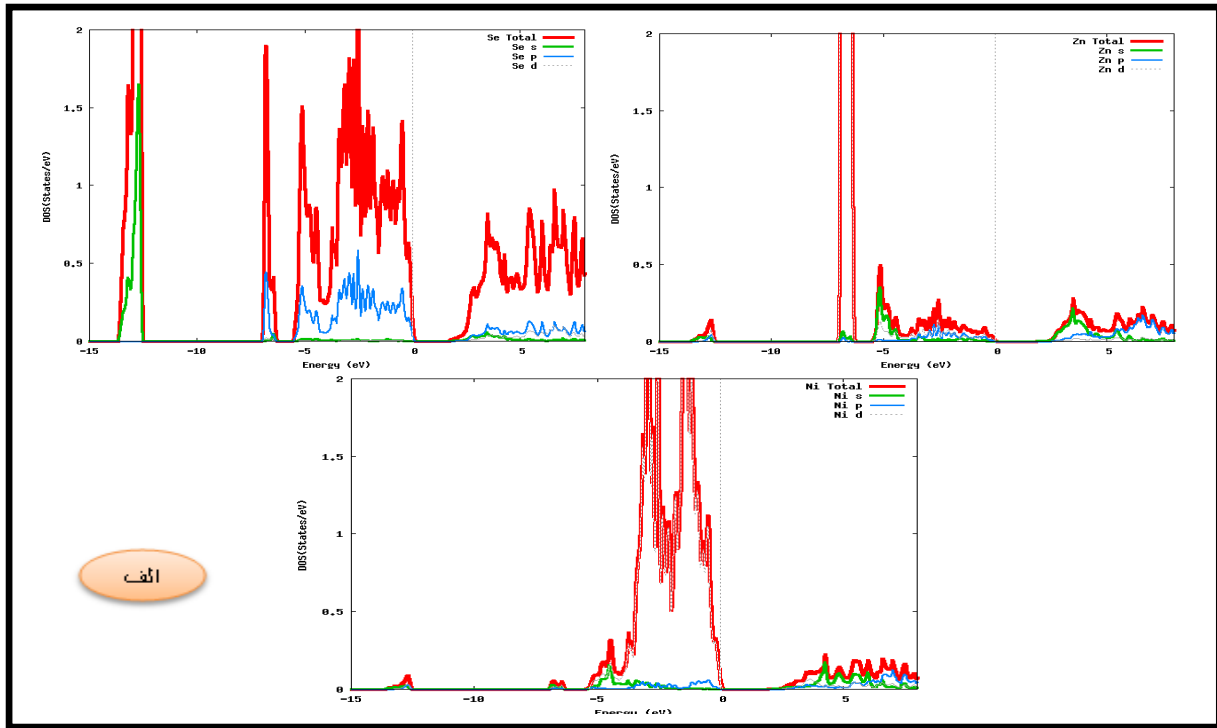 2
1.5
1
0.5
0
-15
-10
-5
0
5
DOS(States/eV)
Energy (eV)
Se Total
Se s
Se p
Se d
2
1.5
1
0.5
0
-15
-10
-5
0
5
DOS(States/eV)
Energy (eV)
Zn Total
Zn s
Zn p
Zn d
2
1.5
1
0.5
0
-15
-10
-5
0
5
DOS(States/eV)
Energy (eV)
Ni Total
Ni s
Ni p
Ni d
الف